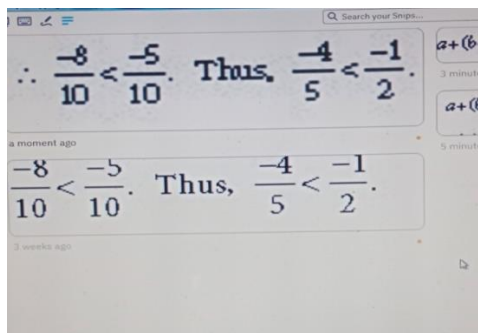 Search your Snips...
∴ -8/10 < -5/10. Thus, -4/5 < -1/2.
a moment ago
-8/10 < -5/10. Thus, -4/5 < -1/2.
3 weeks ago
a+(b
3 minut
a+(
5 minut